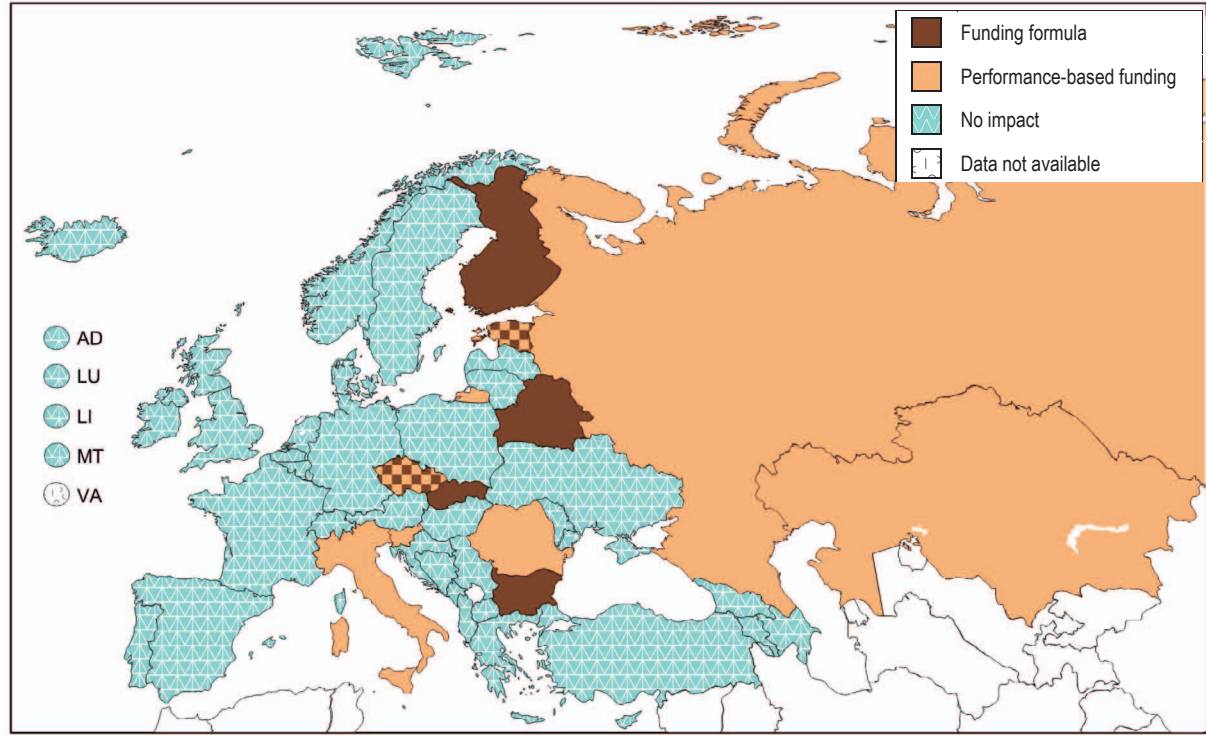 Funding formula
Performance-based funding
No impact
Data not available
AD
LU
LI
MT
VA